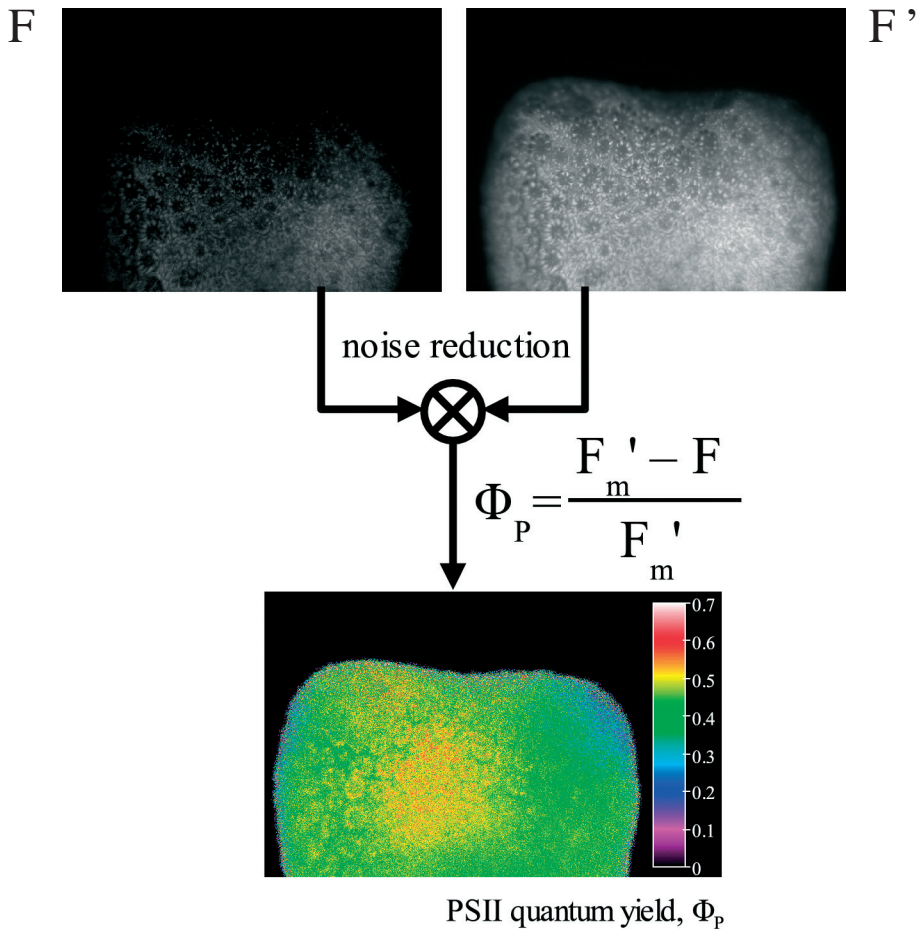 F
F'
noise reduction
Φ_P = (F_m' – F) / F_m'
0.7
0.6
0.5
0.4
0.3
0.2
0.1
0
PSII quantum yield, Φ_P